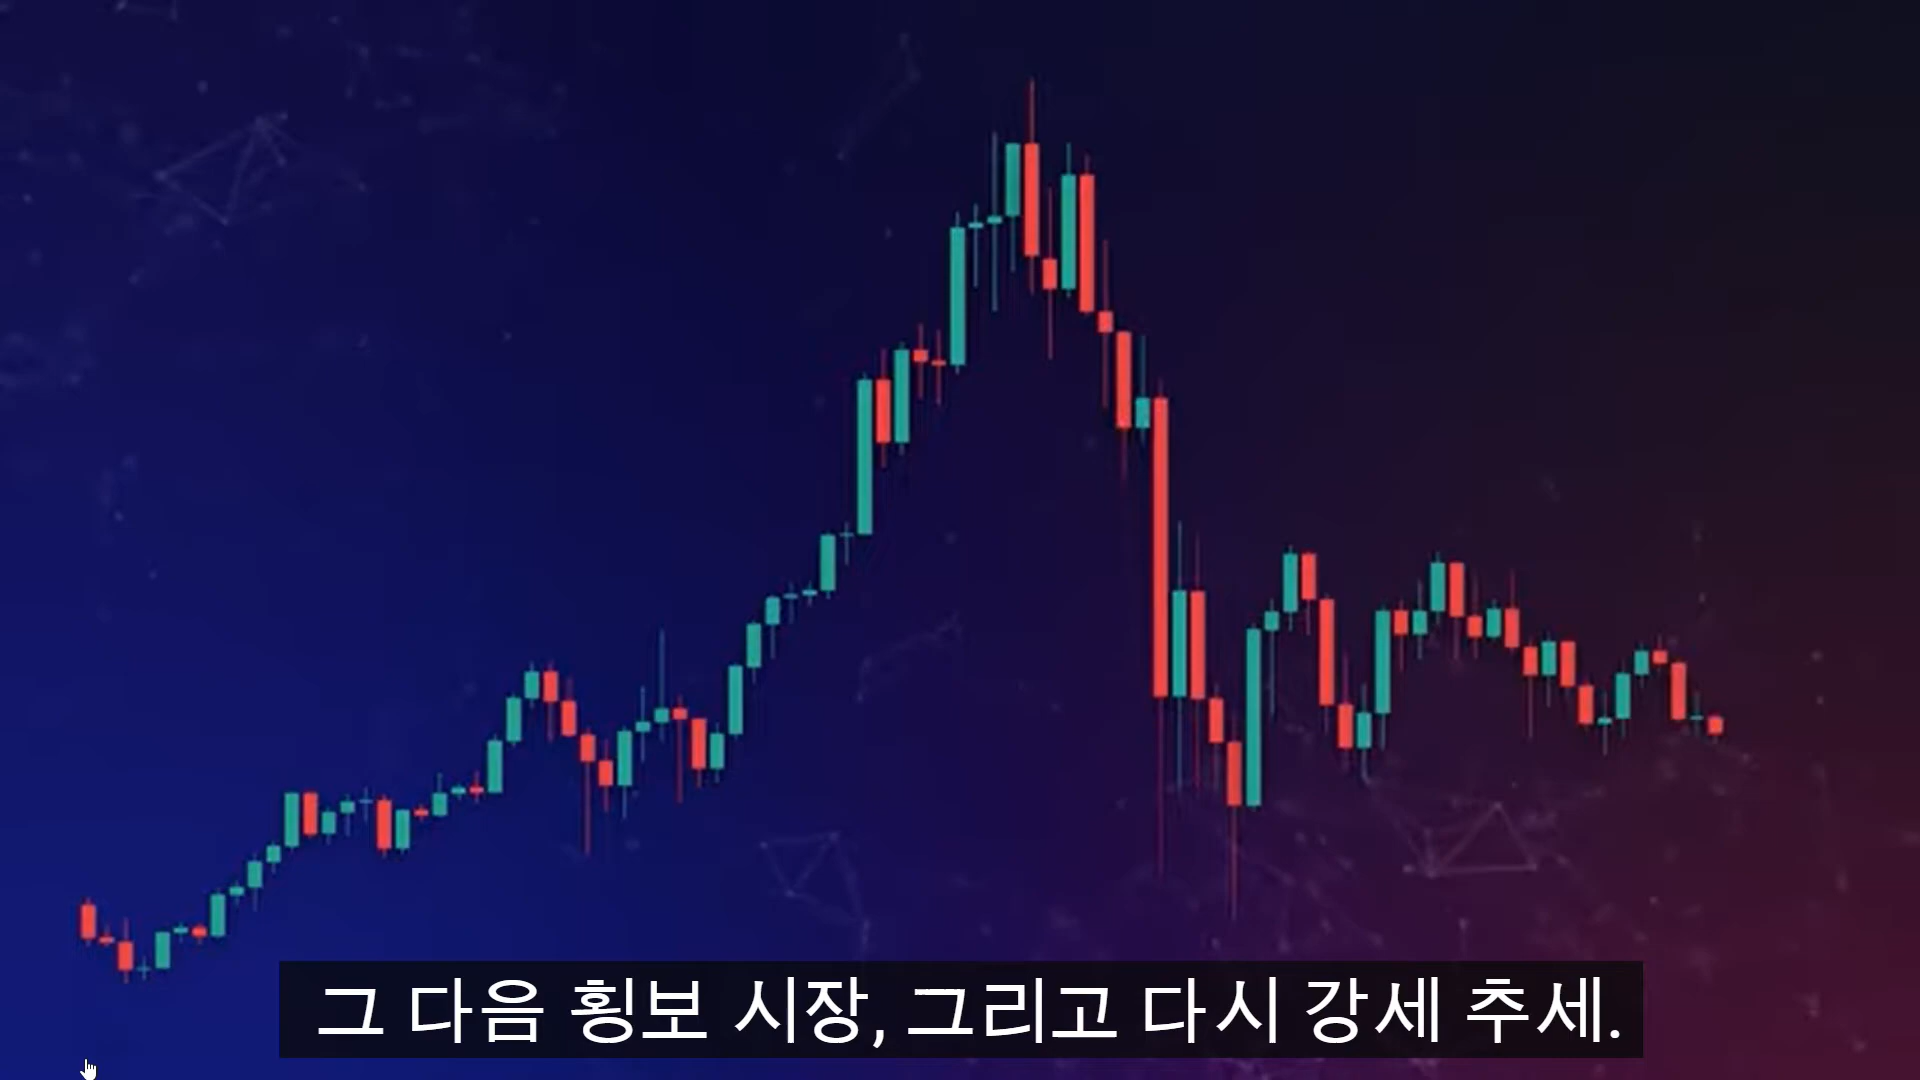 그 다음 횡보 시장, 그리고 다시 강세 추세.